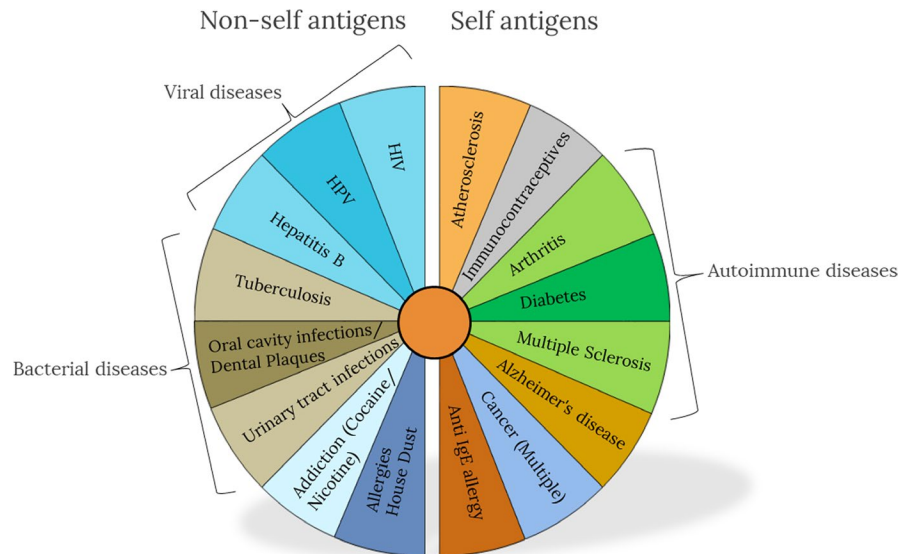 Non-self antigens
Self antigens
Viral diseases
HIV
HPV
Hepatitis B
Tuberculosis
Oral cavity infections/
Dental Plaques
Urinary tract infections
Addiction (Cocaine/
Nicotine)
Allergies
House Dust
Bacterial diseases
Atherosclerosis
Immunocontraceptives
Arthritis
Diabetes
Multiple Sclerosis
Alzheimer's disease
Cancer (Multiple)
Anti IgE allergy
Autoimmune diseases